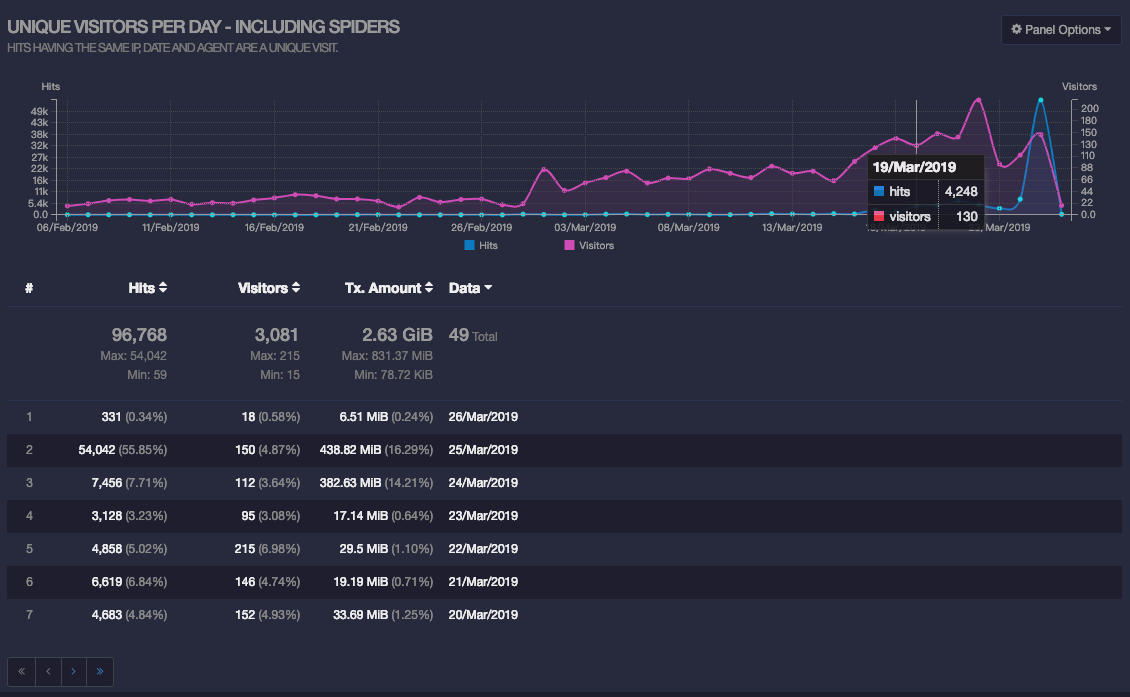 UNIQUE VISITORS PER DAY - INCLUDING SPIDERS
Panel Options
HITS HAVING THE SAME IP, DATE AND AGENT ARE A UNIQUE VISIT.
Hits Visitors
49k 200
43k 180
38k 150
32k 130
27k 110
22k 88
16k 66
11k 44
5.4k 22
0.0 0.0
19/Mar/2019
hits 4,248
visitors 130
06/Feb/2019 11/Feb/2019 16/Feb/2019 21/Feb/2019 26/Feb/2019 03/Mar/2019 08/Mar/2019 13/Mar/2019
Hits Visitors
# Hits Visitors Tx. Amount Data
96,768 3,081 2.63 GiB 49 Total
Max: 54,042 Max: 215 Max: 831.37 MiB
Min: 59 Min: 15 Min: 78.72 KiB
1 331 (0.34%) 18 (0.58%) 6.51 MiB (0.24%) 26/Mar/2019
2 54,042 (55.85%) 150 (4.87%) 438.82 MiB (16.29%) 25/Mar/2019
3 7,456 (7.71%) 112 (3.64%) 382.63 MiB (14.21%) 24/Mar/2019
4 3,128 (3.23%) 95 (3.08%) 17.14 MiB (0.64%) 23/Mar/2019
5 4,858 (5.02%) 215 (6.98%) 29.5 MiB (1.10%) 22/Mar/2019
6 6,619 (6.84%) 146 (4.74%) 19.19 MiB (0.71%) 21/Mar/2019
7 4,683 (4.84%) 152 (4.93%) 33.69 MiB (1.25%) 20/Mar/2019
« ‹ › »